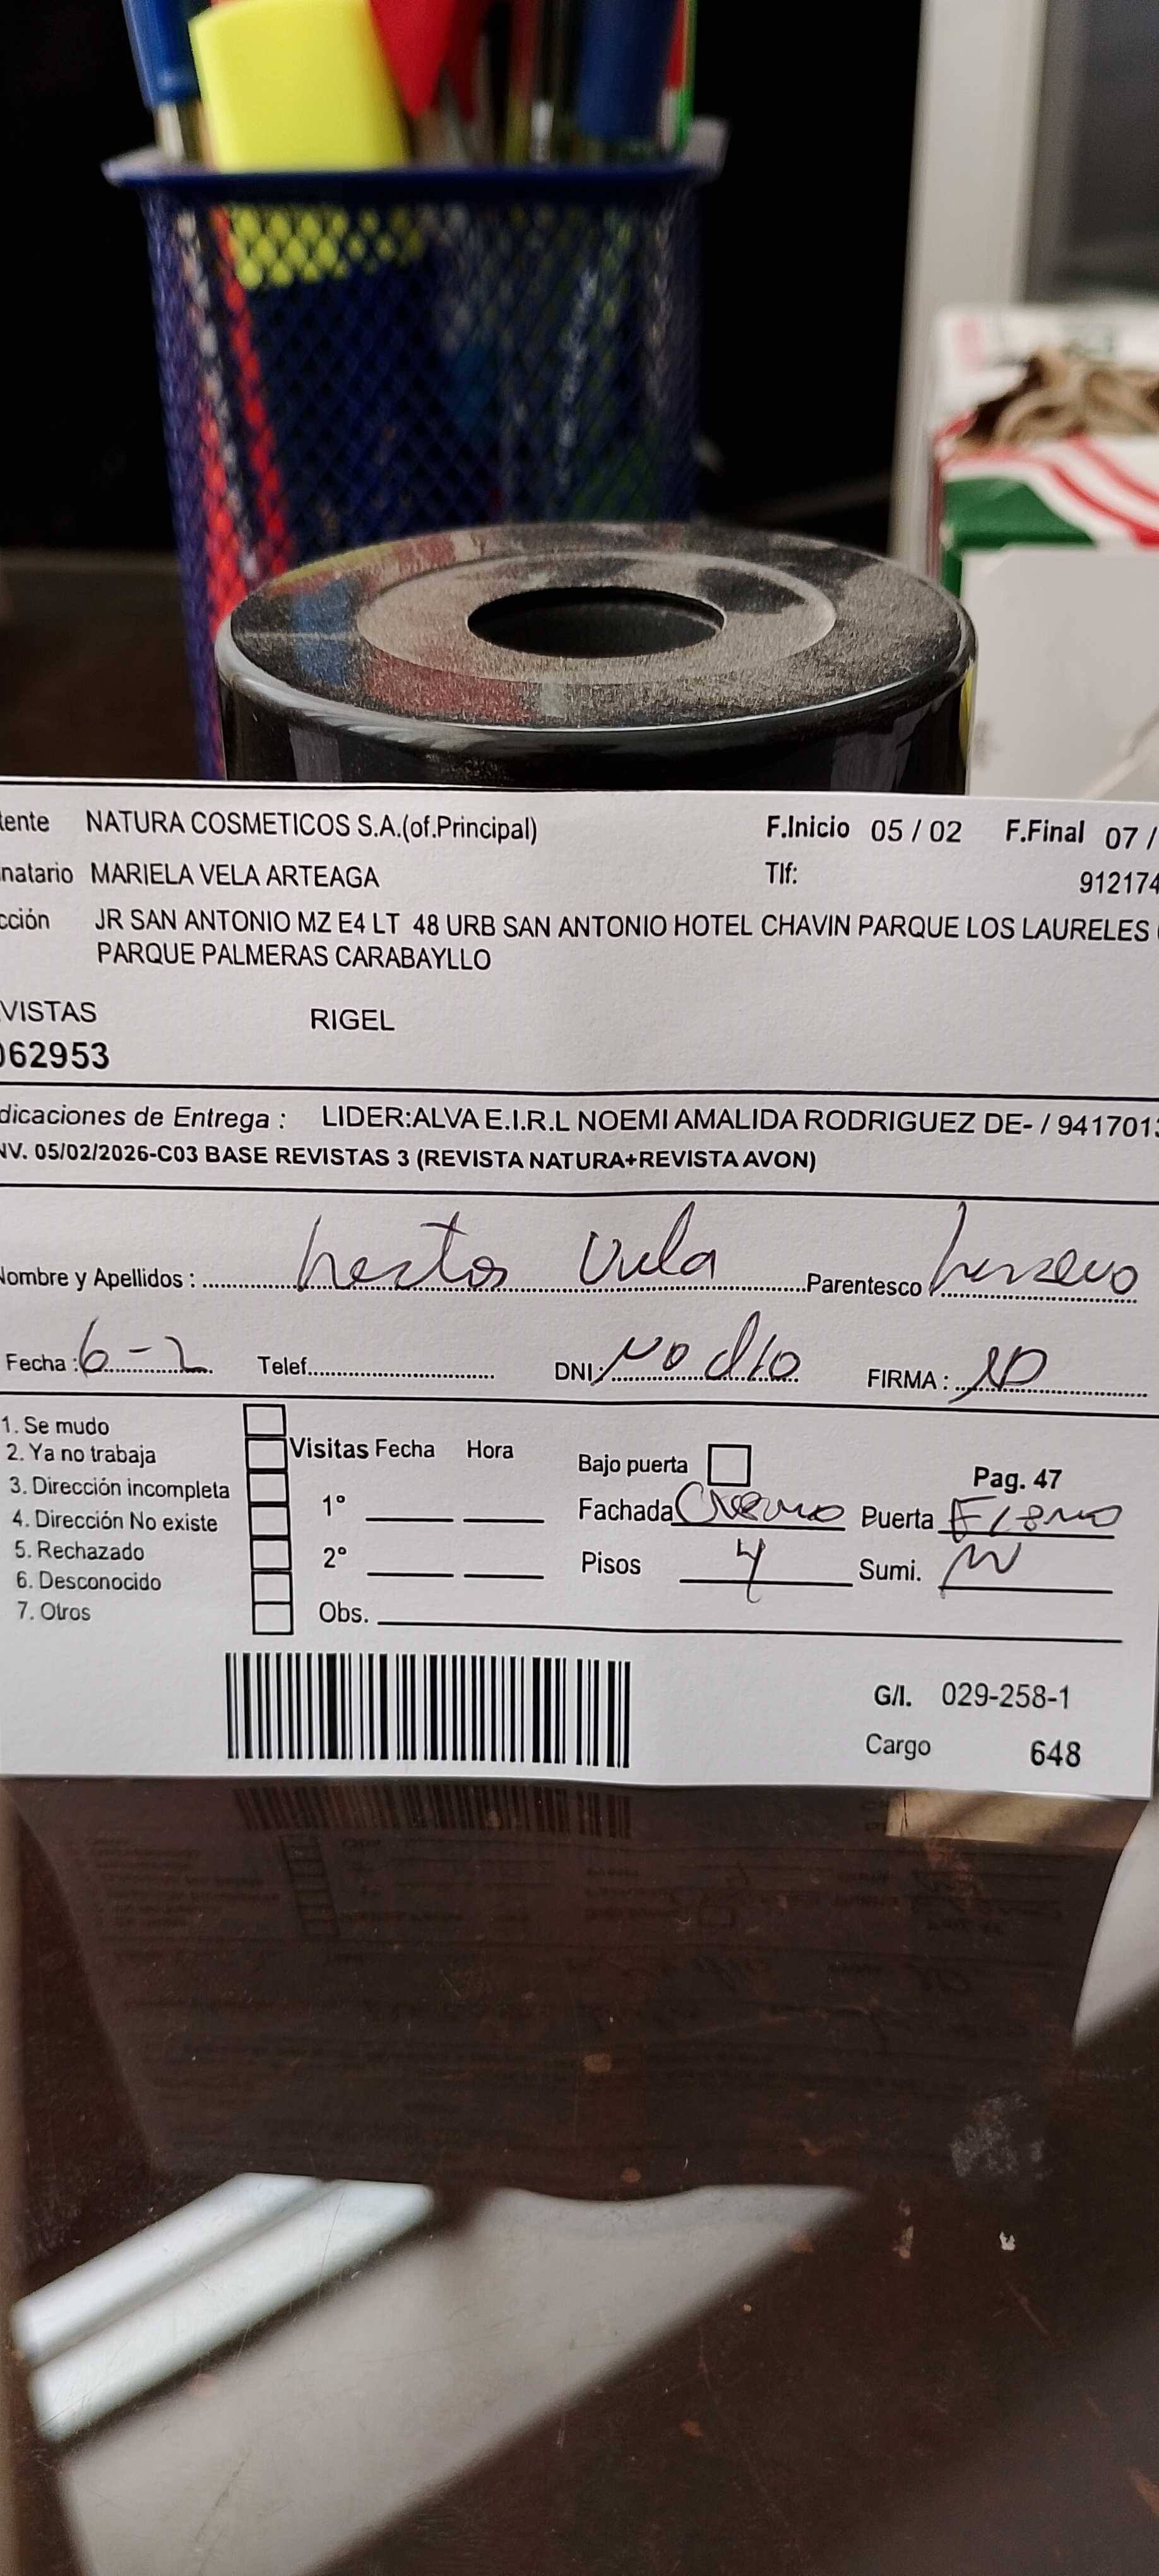 tente NATURA COSMETICOS S.A.(of.Principal) F.Inicio 05 / 02 F.Final 07 /
natario MARIELA VELA ARTEAGA Tlf: 912174
cción JR SAN ANTONIO MZ E4 LT 48 URB SAN ANTONIO HOTEL CHAVIN PARQUE LOS LAURELES
PARQUE PALMERAS CARABAYLLO
VISTAS RIGEL
062953
dicaciones de Entrega : LIDER:ALVA E.I.R.L NOEMI AMALIDA RODRIGUEZ DE- / 941701
NV. 05/02/2026-C03 BASE REVISTAS 3 (REVISTA NATURA+REVISTA AVON)
Nombre y Apellidos : hector Vela Parentesco
Fecha : 6-2 Telef. DNI: No dio FIRMA :
1. Se mudo
2. Ya no trabaja Visitas Fecha Hora Bajo puerta Pag. 47
3. Dirección incompleta 1° Fachada Puerta
4. Dirección No existe
5. Rechazado 2° Pisos 4 Sumi.
6. Desconocido
7. Otros Obs.
G/I. 029-258-1
Cargo 648